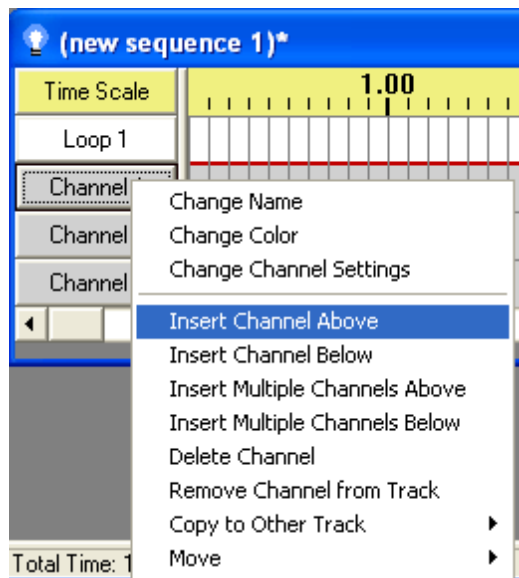 (new sequence 1)*
Time Scale
1.00
Loop 1
Channel
Channel
Channel
Change Name
Change Color
Change Channel Settings
Insert Channel Above
Insert Channel Below
Insert Multiple Channels Above
Insert Multiple Channels Below
Delete Channel
Remove Channel from Track
Copy to Other Track
Move
Total Time: 1